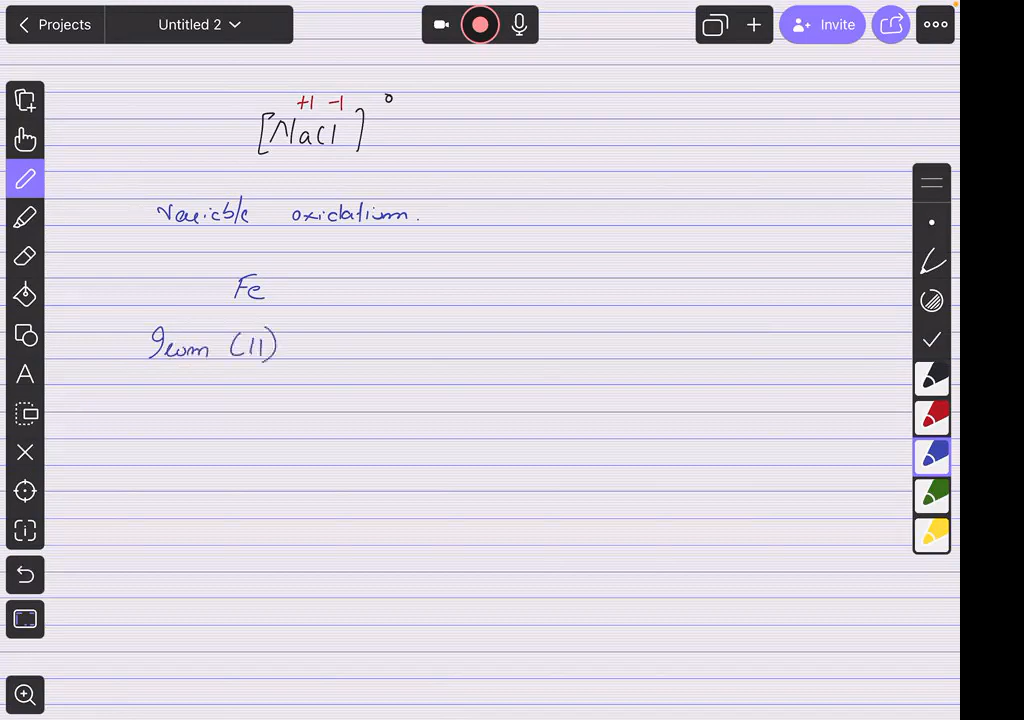 Projects Untitled 2 Invite
+1 -1 0
[NaCl]
Variable oxidation.
Fe
Iron (II)
A